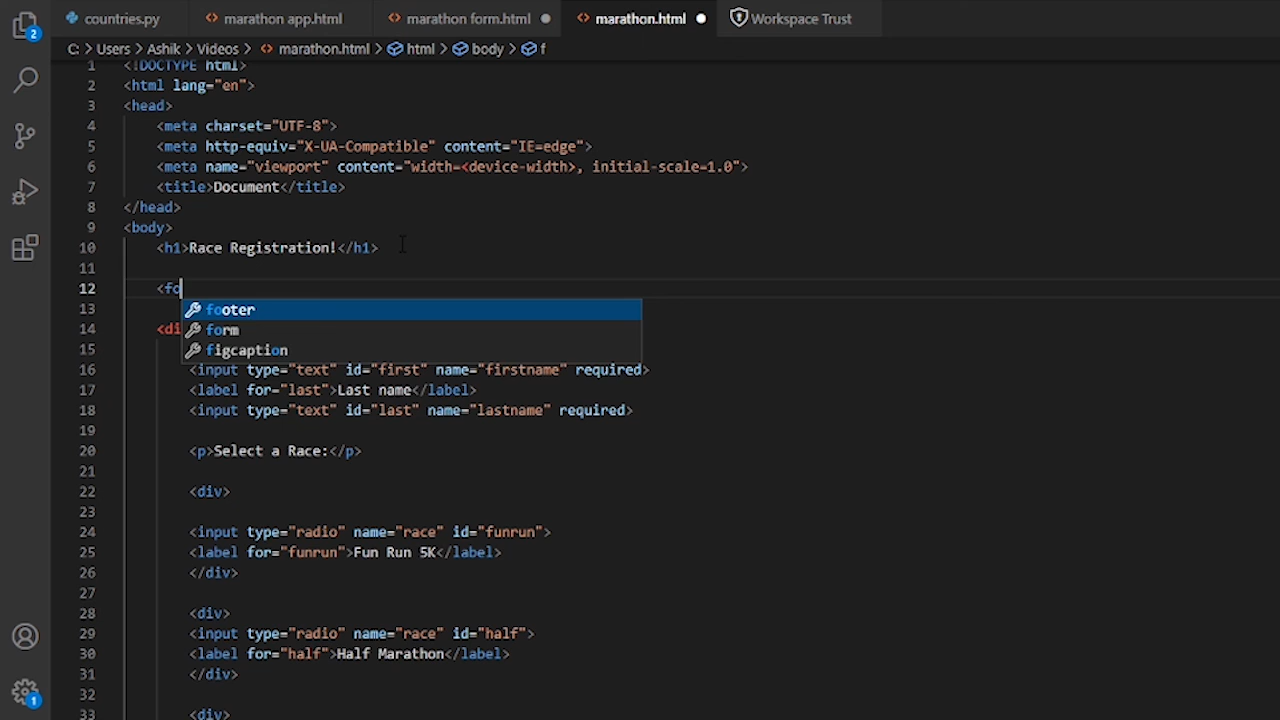 countries.py marathon app.html marathon form.html marathon.html Workspace Trust
2
C: > Users > Ashik > Videos > marathon.html > html > body > f
1 <!DOCTYPE html>
2 <html lang="en">
3 <head>
4 <meta charset="UTF-8">
5 <meta http-equiv="X-UA-Compatible" content="IE=edge">
6 <meta name="viewport" content="width=<device-width>, initial-scale=1.0">
7 <title>Document</title>
8 </head>
9 <body>
10 <h1>Race Registration!</h1>
11
12 <fo
13 footer
14 <di form
15 figcaption
16 <input type="text" id="first" name="firstname" required>
17 <label for="last">Last name</label>
18 <input type="text" id="last" name="lastname" required>
19
20 <p>Select a Race:</p>
21
22 <div>
23
24 <input type="radio" name="race" id="funrun">
25 <label for="funrun">Fun Run 5K</label>
26 </div>
27
28 <div>
29 <input type="radio" name="race" id="half">
30 <label for="half">Half Marathon</label>
31 </div>
32
33 <div>
1